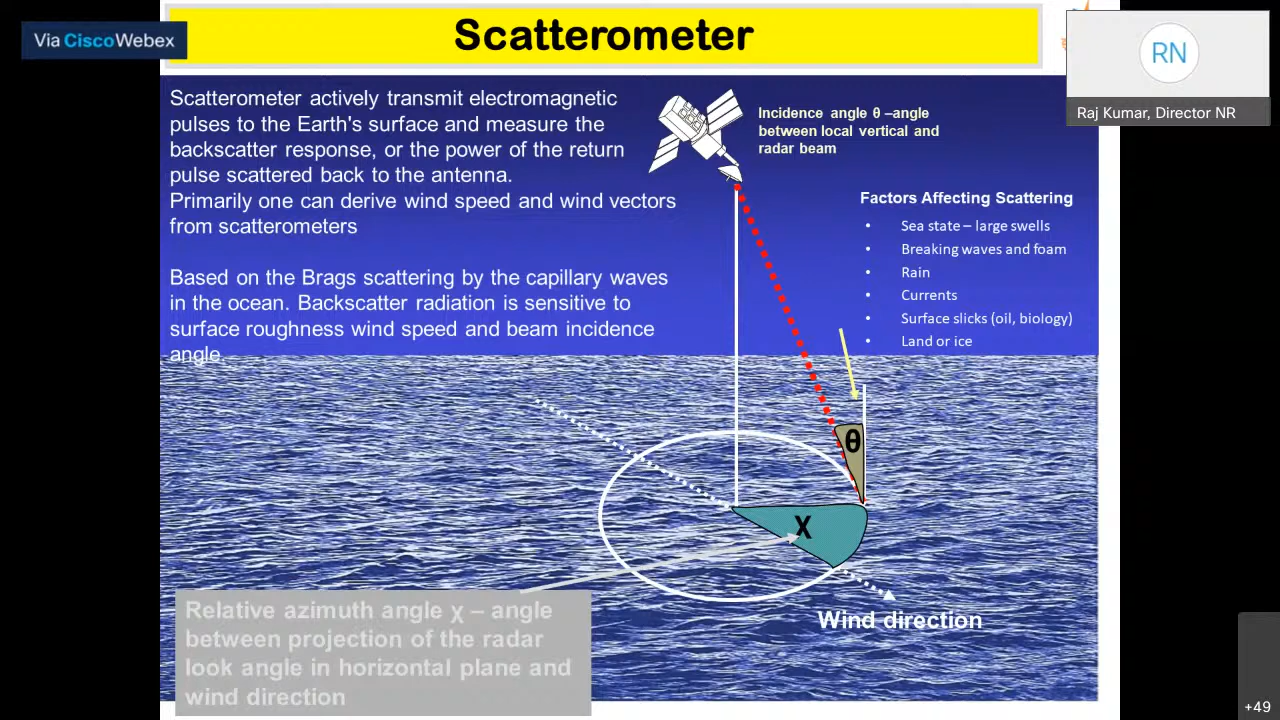 Scatterometer
Via CiscoWebex
RN
Raj Kumar, Director NR
Scatterometer actively transmit electromagnetic
pulses to the Earth's surface and measure the
backscatter response, or the power of the return
pulse scattered back to the antenna.
Primarily one can derive wind speed and wind vectors
from scatterometers
Based on the Brags scattering by the capillary waves
in the ocean. Backscatter radiation is sensitive to
surface roughness wind speed and beam incidence
angle.
Incidence angle θ –angle
between local vertical and
radar beam
Factors Affecting Scattering
• Sea state – large swells
• Breaking waves and foam
• Rain
• Currents
• Surface slicks (oil, biology)
• Land or ice
θ
χ
Wind direction
Relative azimuth angle χ – angle
between projection of the radar
look angle in horizontal plane and
wind direction
+49